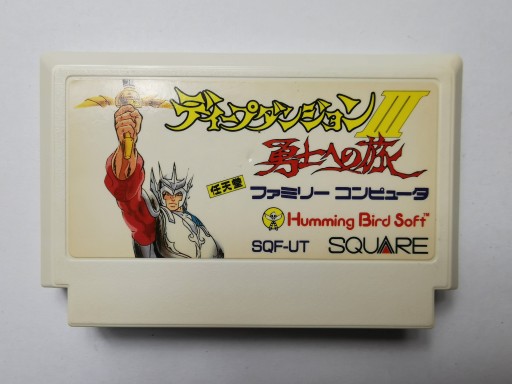 ディープダンジョンIII
勇士への旅
任天堂
ファミリー コンピュータ
Humming Bird Soft™
SQF-UT SQUARE